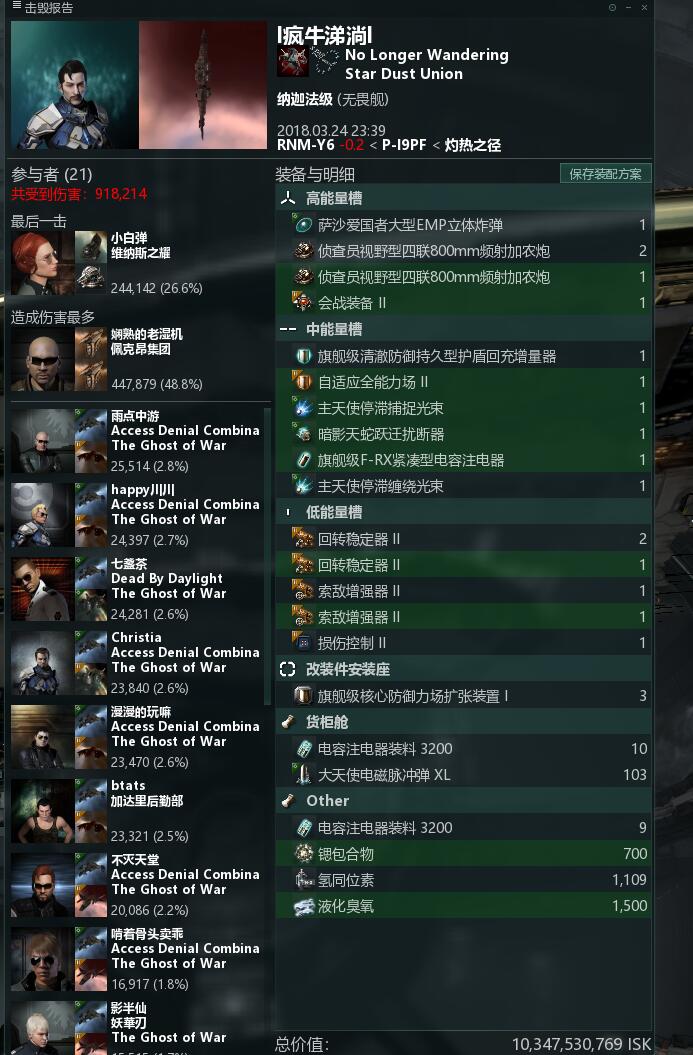 击毁报告
|疯牛涕淌|
No Longer Wandering
Star Dust Union
纳迦法级 (无畏舰)
2018.03.24 23:39
RNM-Y6 -0.2 < P-I9PF < 灼热之径
参与者 (21)
共受到伤害: 918,214
最后一击
小白弹
维纳斯之耀
244,142 (26.6%)
造成伤害最多
娴熟的老湿机
佩克昂集团
447,879 (48.8%)
雨点中游
Access Denial Combina
The Ghost of War
25,514 (2.8%)
Access Denial Combina
The Ghost of War
24,397 (2.7%)
七盏茶
Dead By Daylight
The Ghost of War
24,281 (2.6%)
Christia
Access Denial Combina
The Ghost of War
23,840 (2.6%)
漫漫的玩嘛
Access Denial Combina
The Ghost of War
23,470 (2.6%)
btats
加达里后勤部
23,321 (2.5%)
不灭天堂
Access Denial Combina
The Ghost of War
20,086 (2.2%)
啃着骨头卖乖
Access Denial Combina
The Ghost of War
16,917 (1.8%)
影半仙
妖華刃
The Ghost of War
装备与明细
保存装配方案
高能量槽
萨沙爱国者大型EMP立体炸弹 1
侦查员视野型四联800mm频射加农炮 2
侦查员视野型四联800mm频射加农炮 1
会战装备 II 1
中能量槽
旗舰级清澈防御持久型护盾回充增量器 1
自适应全能力场 II 1
主天使停滞捕捉光束 1
暗影天蛇跃迁扰断器 1
旗舰级F-RX紧凑型电容注电器 1
主天使停滞缠绕光束 1
低能量槽
回转稳定器 II 2
回转稳定器 II 1
索敌增强器 II 1
索敌增强器 II 1
损伤控制 II 1
改装件安装座
旗舰级核心防御力场扩张装置 I 3
货柜舱
电容注电器装料 3200 10
大天使电磁脉冲弹 XL 103
Other
电容注电器装料 3200 9
锶包合物 700
氢同位素 1,109
液化臭氧 1,500
总价值: 10,347,530,769 ISK